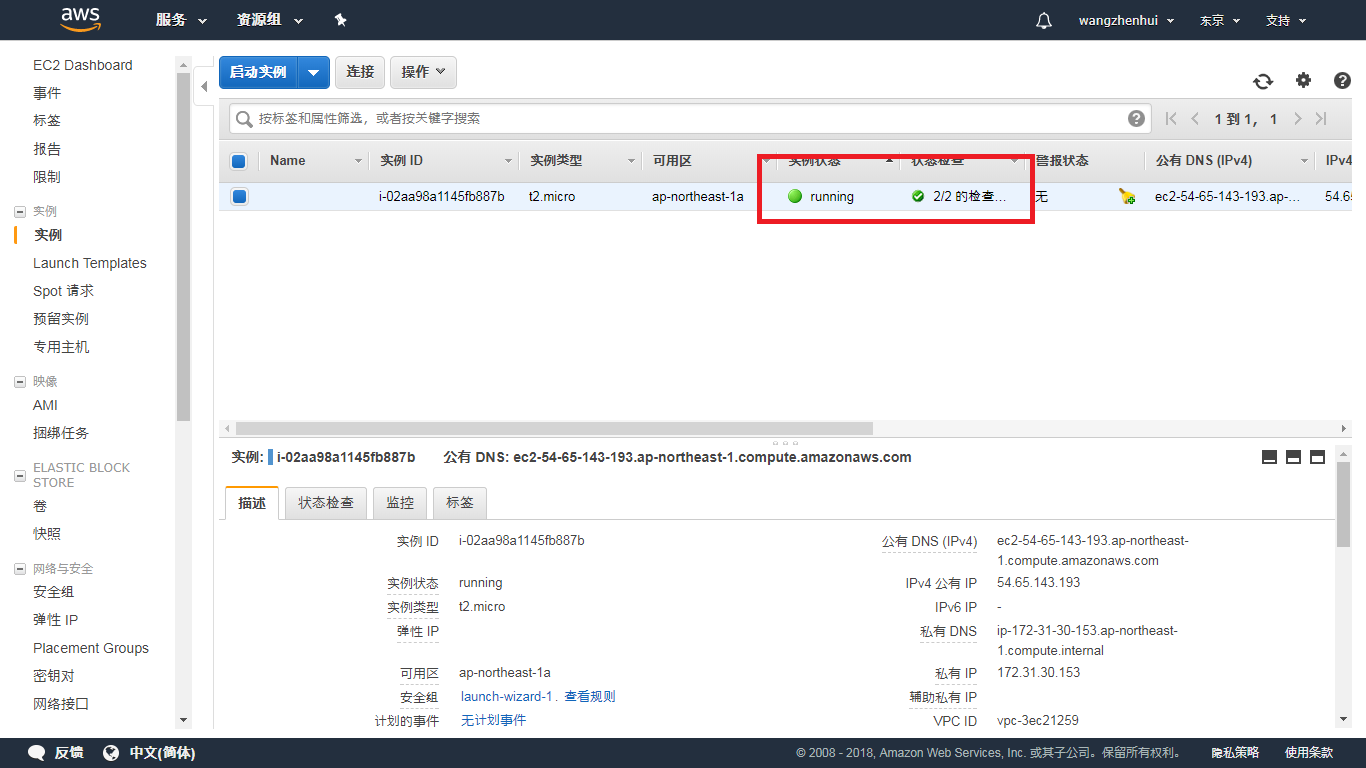 aws 服务 资源组 wangzhenhui 东京 支持
EC2 Dashboard
事件
标签
报告
限制
实例
实例
Launch Templates
Spot 请求
预留实例
专用主机
映像
AMI
捆绑任务
ELASTIC BLOCK
STORE
卷
快照
网络与安全
安全组
弹性 IP
Placement Groups
密钥对
网络接口
启动实例 连接 操作
按标签和属性筛选，或者按关键字搜索 1 到 1， 1
Name 实例 ID 实例类型 可用区 实例状态 状态检查 警报状态 公有 DNS (IPv4) IPv4
i-02aa98a1145fb887b t2.micro ap-northeast-1a running 2/2 的检查... 无 ec2-54-65-143-193.ap-... 54.65
实例: i-02aa98a1145fb887b 公有 DNS: ec2-54-65-143-193.ap-northeast-1.compute.amazonaws.com
描述 状态检查 监控 标签
实例 ID i-02aa98a1145fb887b 公有 DNS (IPv4) ec2-54-65-143-193.ap-northeast-
1.compute.amazonaws.com
实例状态 running IPv4 公有 IP 54.65.143.193
实例类型 t2.micro IPv6 IP -
弹性 IP 私有 DNS ip-172-31-30-153.ap-northeast-
1.compute.internal
可用区 ap-northeast-1a 私有 IP 172.31.30.153
安全组 launch-wizard-1. 查看规则 辅助私有 IP
计划的事件 无计划事件 VPC ID vpc-3ec21259
反馈 中文(简体) © 2008 - 2018, Amazon Web Services, Inc. 或其子公司。保留所有权利。 隐私策略 使用条款